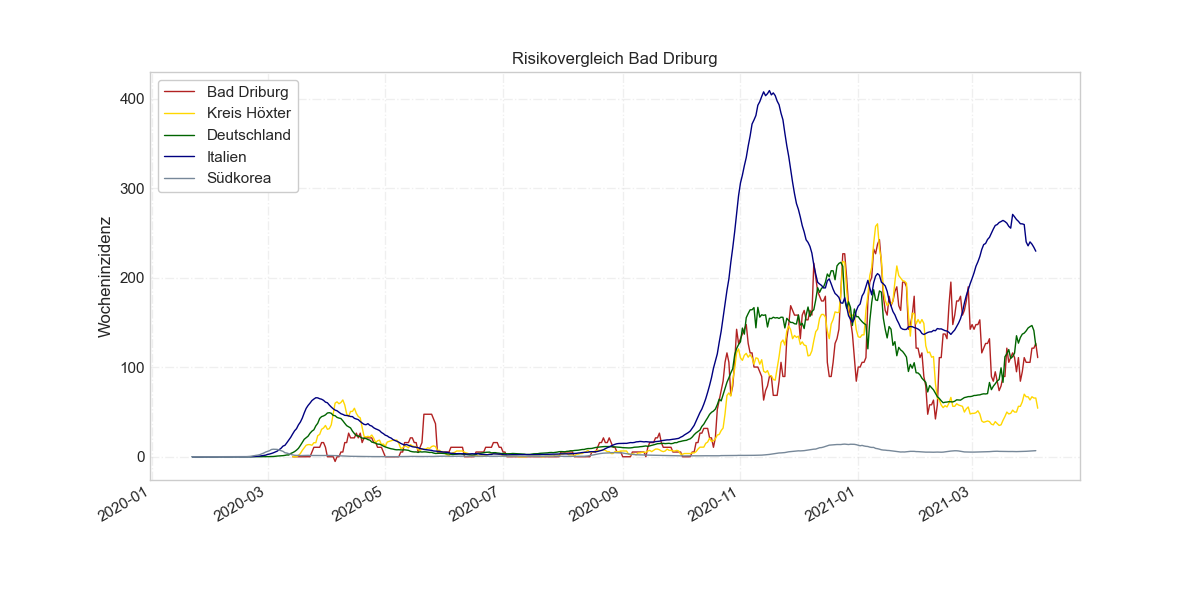 Risikovergleich Bad Driburg
Bad Driburg
Kreis Höxter
Deutschland
Italien
Südkorea
Wocheninzidenz
400
300
200
100
0
2020-01
2020-03
2020-05
2020-07
2020-09
2020-11
2021-01
2021-03